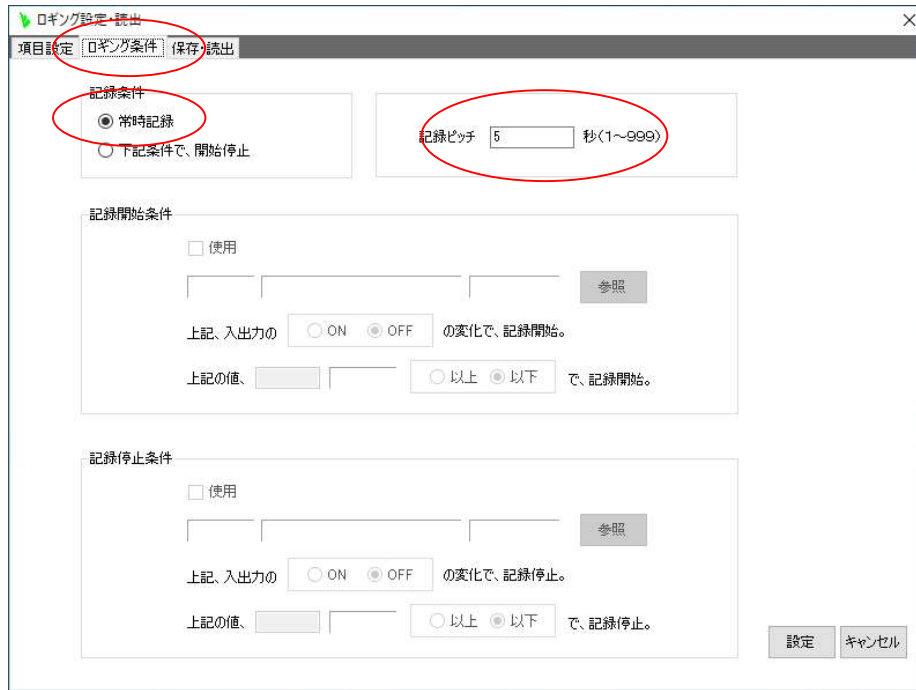 ロギング設定・読出
項目設定 ロギング条件 保存・読出
記録条件
常時記録
下記条件で、開始停止
記録ピッチ 5 秒(1～999)
記録開始条件
使用
参照
上記、入出力の ON OFF の変化で、記録開始。
上記の値、 以上 以下 で、記録開始。
記録停止条件
使用
参照
上記、入出力の ON OFF の変化で、記録停止。
上記の値、 以上 以下 で、記録停止。
設定 キャンセル